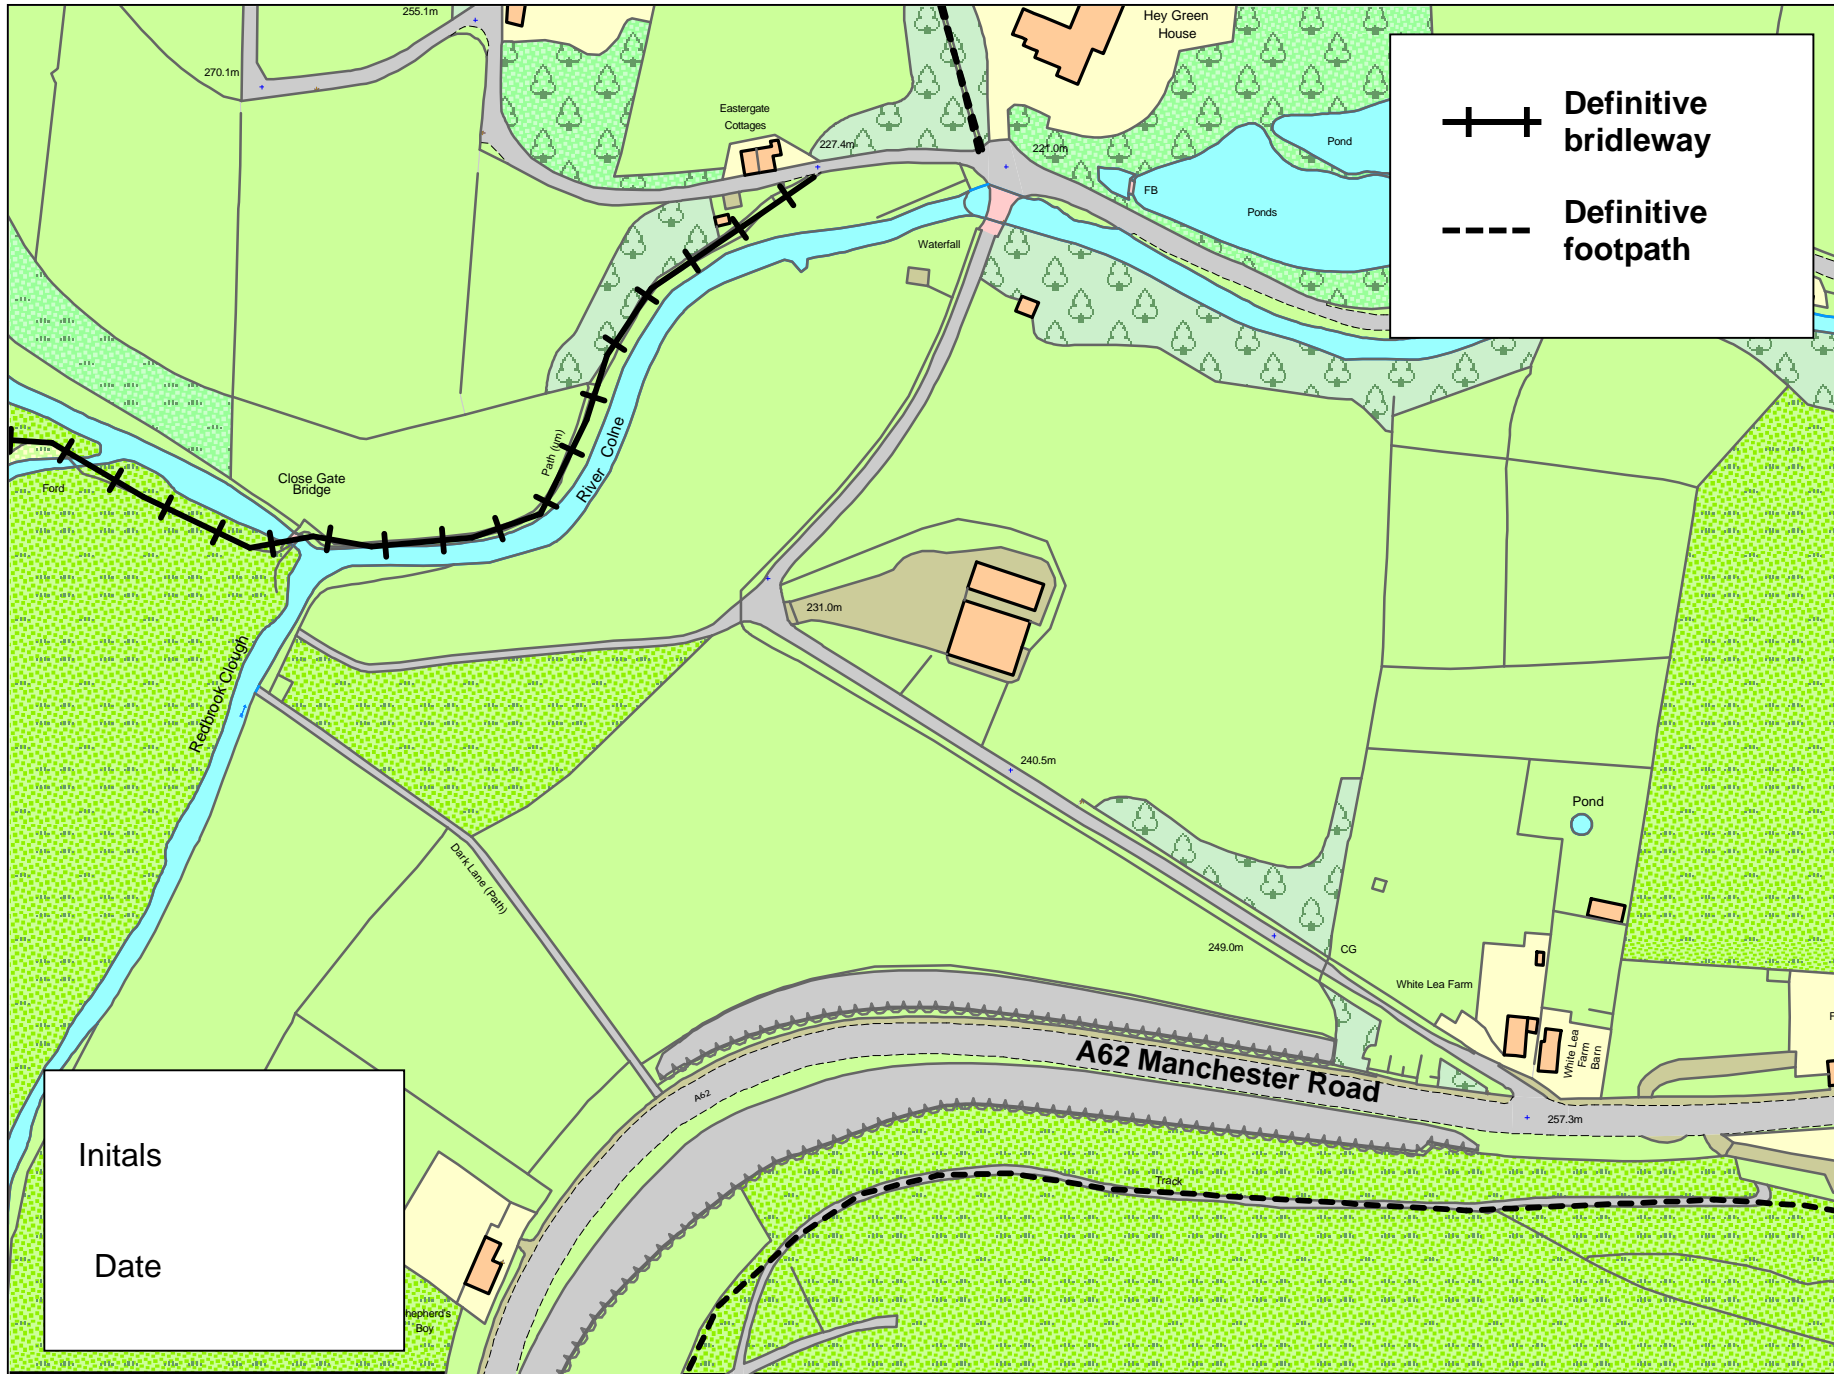 255.1m
Hey Green
House
270.1m
Eastergate
Cottages
227.4m
221.0m
Pond
FB
Ponds
Waterfall
Definitive
bridleway
Definitive
footpath
Path (um)
River Colne
Close Gate
Bridge
Ford
231.0m
Redbrook Clough
240.5m
Pond
Dark Lane (Path)
249.0m
CG
White Lea Farm
White Lea
Farm
Barn
A62 Manchester Road
A62
257.3m
Track
Initals
Date
hepherd's
Boy
F